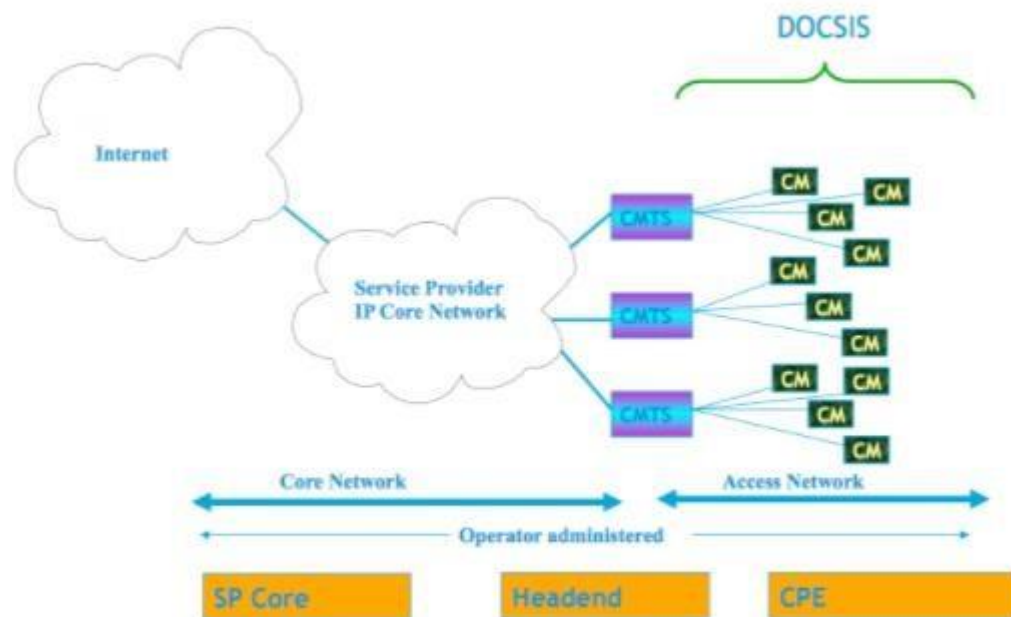 DOCSIS
Internet
CM
CM
CMTS
CM
CM
CM
Service Provider
IP Core Network
CMTS
CM
CM
CM
CM
CMTS
CM
CM
Core Network
Access Network
Operator administered
SP Core
Headend
CPE